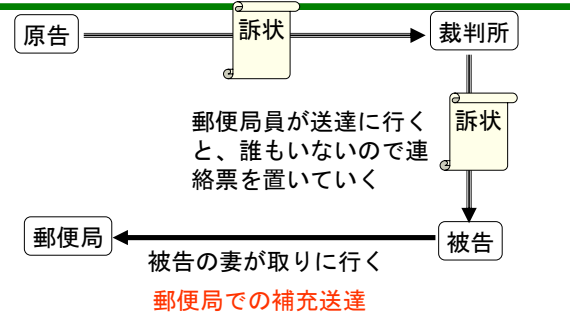 原告
訴状
裁判所
郵便局員が送達に行く
と、誰もいないので連
絡票を置いていく
訴状
郵便局
被告
被告の妻が取りに行く
郵便局での補充送達